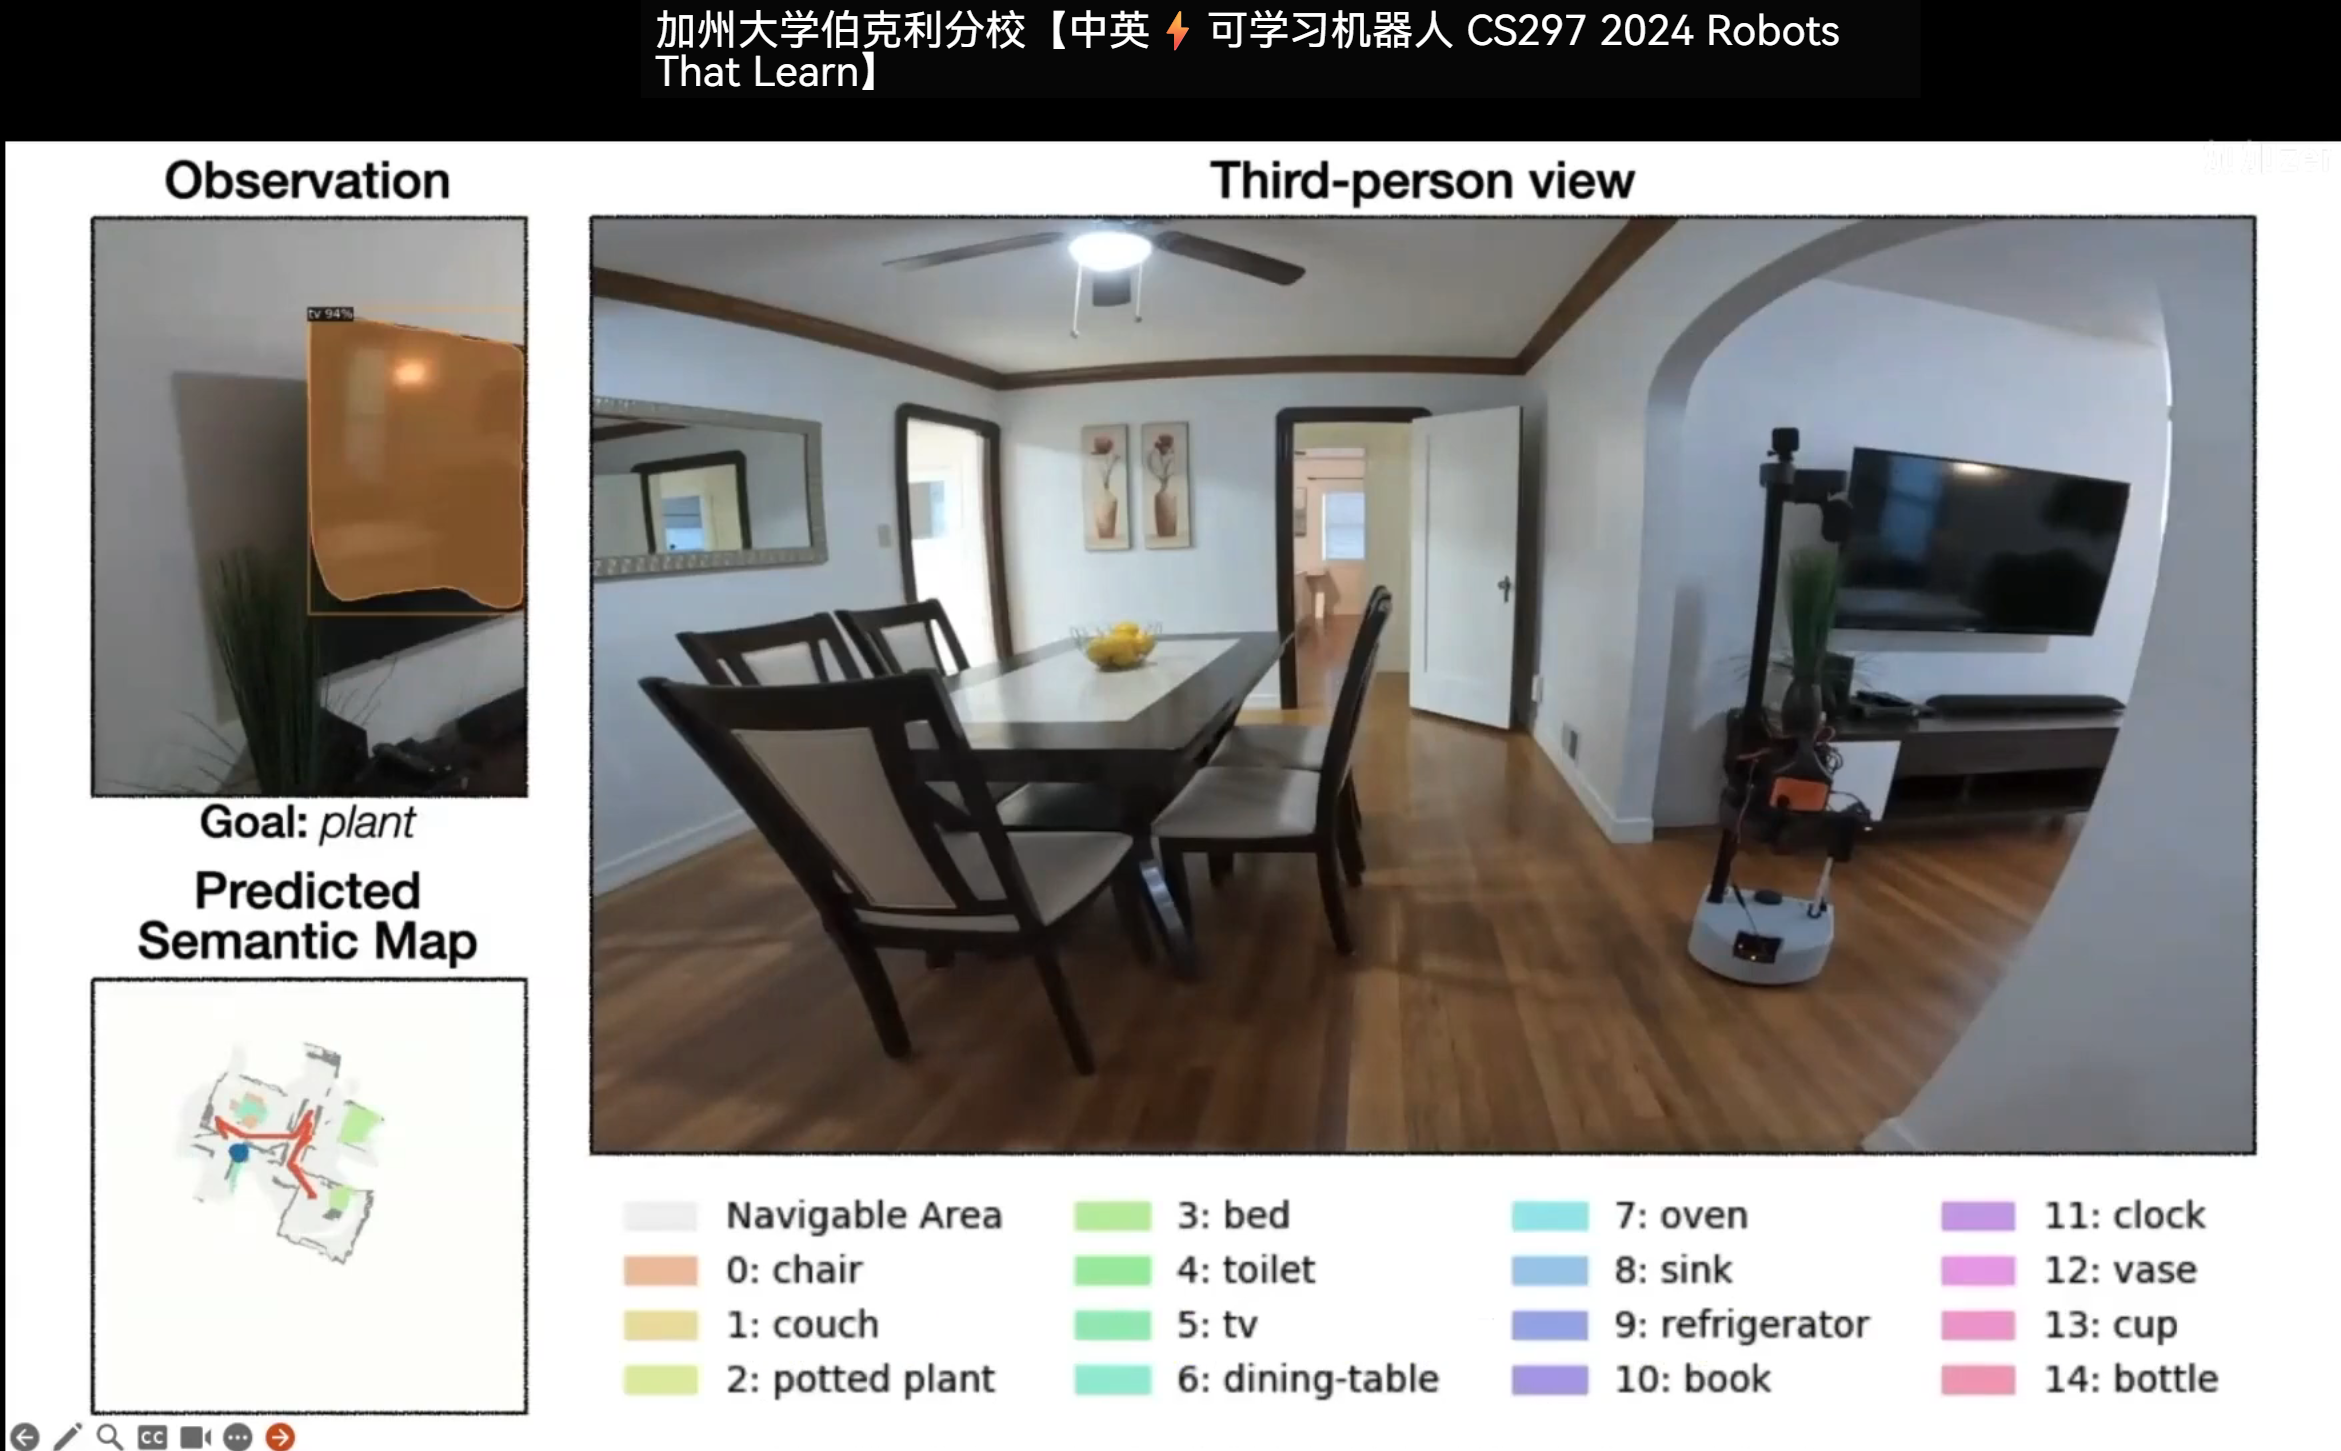 加州大学伯克利分校【中英⚡可学习机器人 CS297 2024 Robots
That Learn】
Observation
Third-person view
tv 94%
Goal: plant
Predicted
Semantic Map
Navigable Area
0: chair
1: couch
2: potted plant
3: bed
4: toilet
5: tv
6: dining-table
7: oven
8: sink
9: refrigerator
10: book
11: clock
12: vase
13: cup
14: bottle
CC